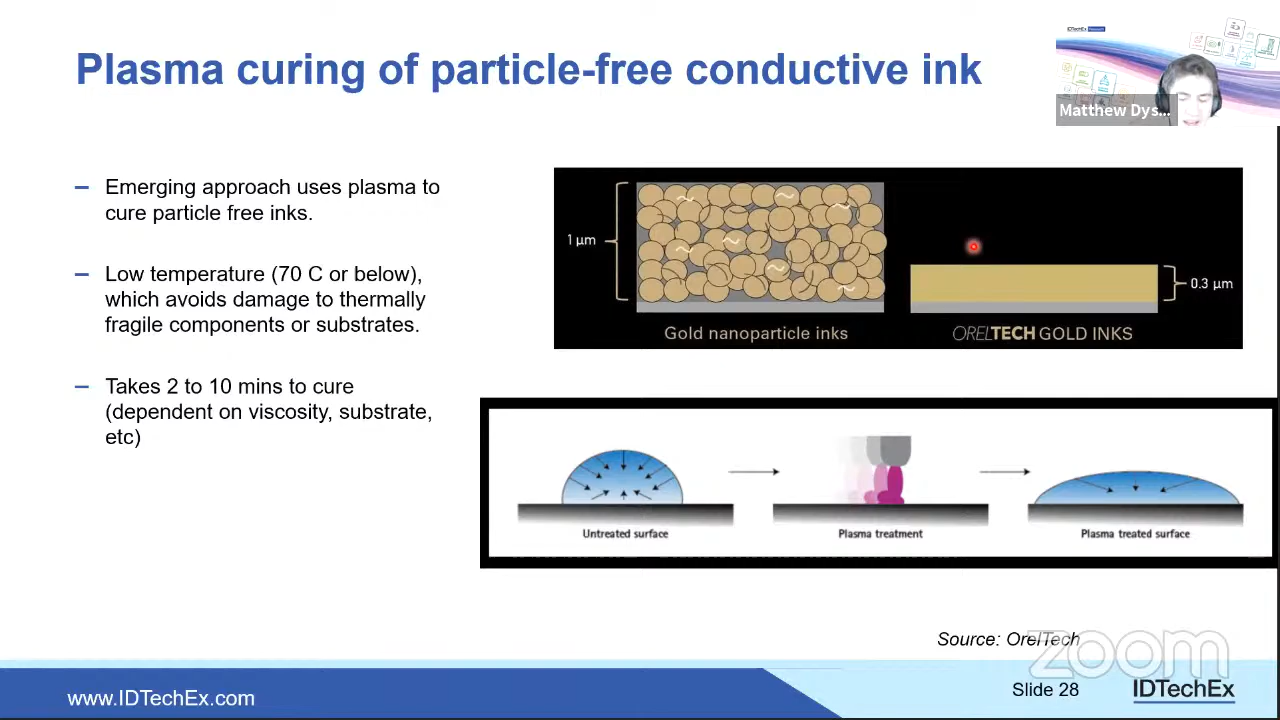 Plasma curing of particle-free conductive ink
IDTechEx
Matthew Dys...
– Emerging approach uses plasma to
cure particle free inks.
– Low temperature (70 C or below),
which avoids damage to thermally
fragile components or substrates.
– Takes 2 to 10 mins to cure
(dependent on viscosity, substrate,
etc)
1 µm
Gold nanoparticle inks
0.3 µm
ORELTECH GOLD INKS
Untreated surface
Plasma treatment
Plasma treated surface
Source: OrelTech
zoom
www.IDTechEx.com
Slide 28
IDTechEx